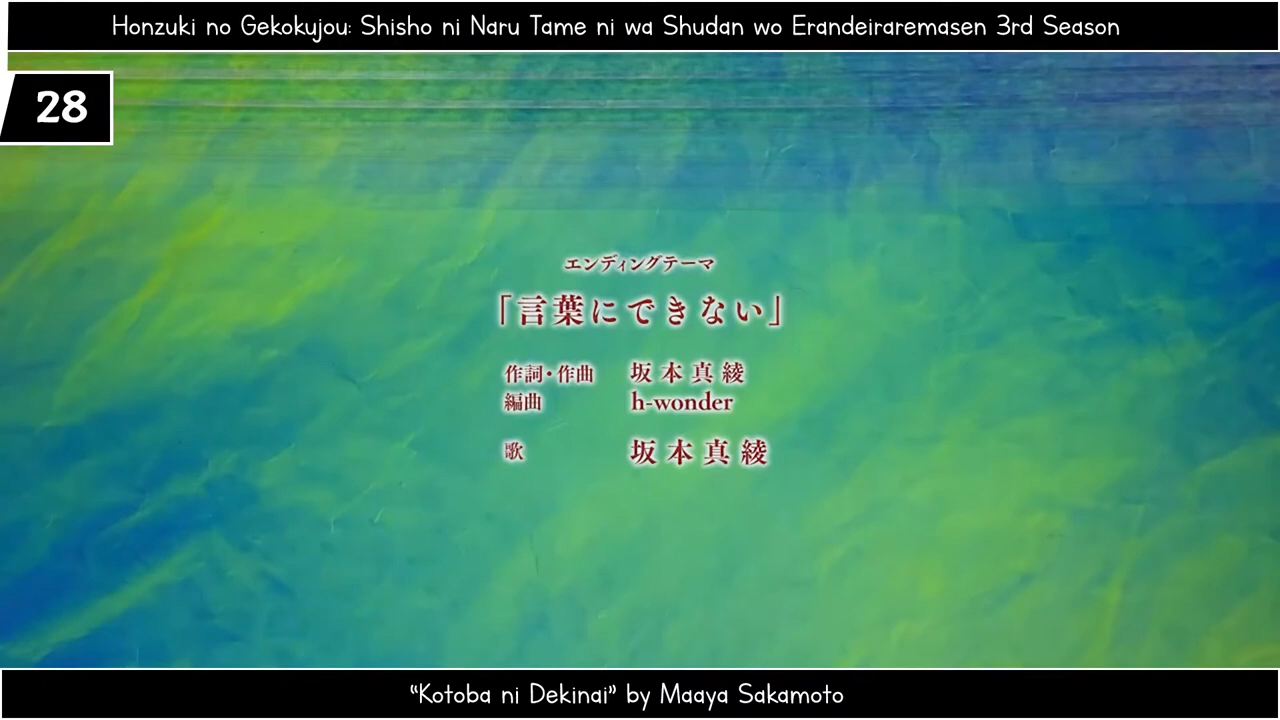 Honzuki no Gekokujou: Shisho ni Naru Tame ni wa Shudan wo Erandeiraremasen 3rd Season
28
エンディングテーマ
「言葉にできない」
作詞・作曲 坂本真綾
編曲 h-wonder
歌 坂本真綾
“Kotoba ni Dekinai” by Maaya Sakamoto